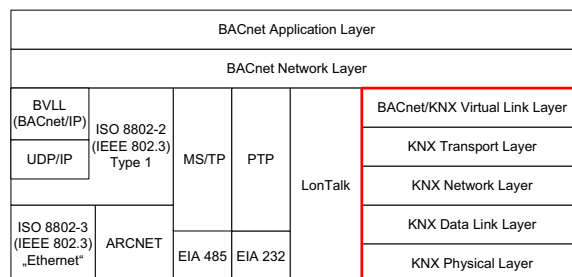 BACnet Application Layer
BACnet Network Layer
BVLL
(BACnet/IP)
UDP/IP
ISO 8802-2
(IEEE 802.3)
Type 1
ISO 8802-3
(IEEE 802.3)
„Ethernet“
ARCNET
MS/TP
EIA 485
PTP
EIA 232
LonTalk
BACnet/KNX Virtual Link Layer
KNX Transport Layer
KNX Network Layer
KNX Data Link Layer
KNX Physical Layer